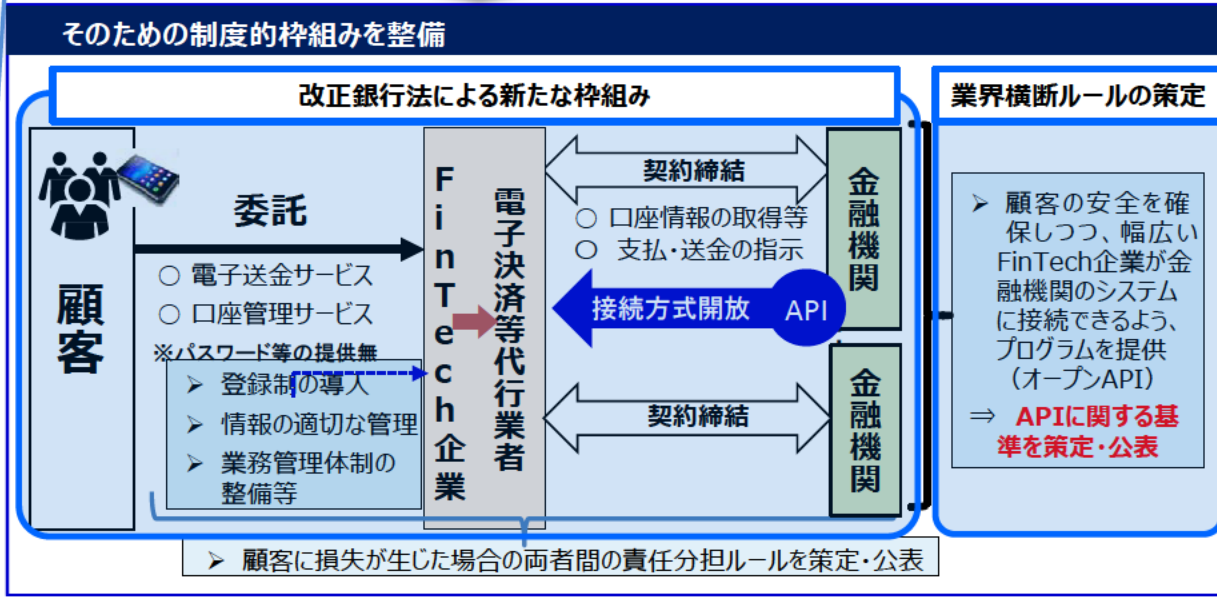 そのための制度的枠組みを整備
改正銀行法による新たな枠組み
業界横断ルールの策定
顧客
委託
○ 電子送金サービス
○ 口座管理サービス
※パスワード等の提供無
➢ 登録制の導入
➢ 情報の適切な管理
➢ 業務管理体制の
整備等
FinTech企業
電子決済等代行業者
契約締結
○ 口座情報の取得等
○ 支払・送金の指示
接続方式開放
API
契約締結
金融機関
金融機関
➢ 顧客の安全を確
保しつつ、幅広い
FinTech企業が金
融機関のシステム
に接続できるよう、
プログラムを提供
（オープンAPI）
⇒ APIに関する基
準を策定・公表
➢ 顧客に損失が生じた場合の両者間の責任分担ルールを策定・公表